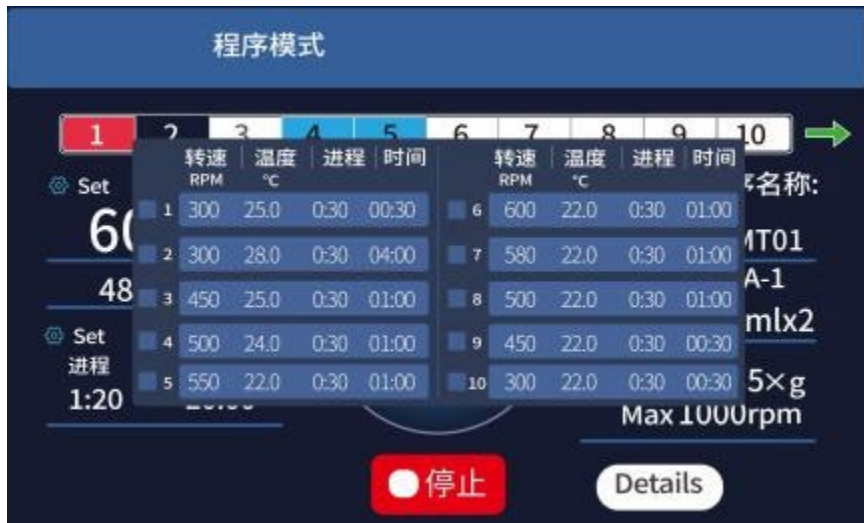 程序模式
1 2 3 4 5 6 7 8 9 10
转速 温度 进程 时间 转速 温度 进程 时间
RPM ℃ RPM ℃
Set
1 300 25.0 0:30 00:30 6 600 22.0 0:30 01:00
2 300 28.0 0:30 04:00 7 580 22.0 0:30 01:00
3 450 25.0 0:30 01:00 8 500 22.0 0:30 01:00
4 500 24.0 0:30 01:00 9 450 22.0 0:30 00:30
5 550 22.0 0:30 01:00 10 300 22.0 0:30 00:30
60
48
Set
进程
1:20
序名称:
MT01
A-1
mlx2
5×g
Max 1000rpm
停止
Details